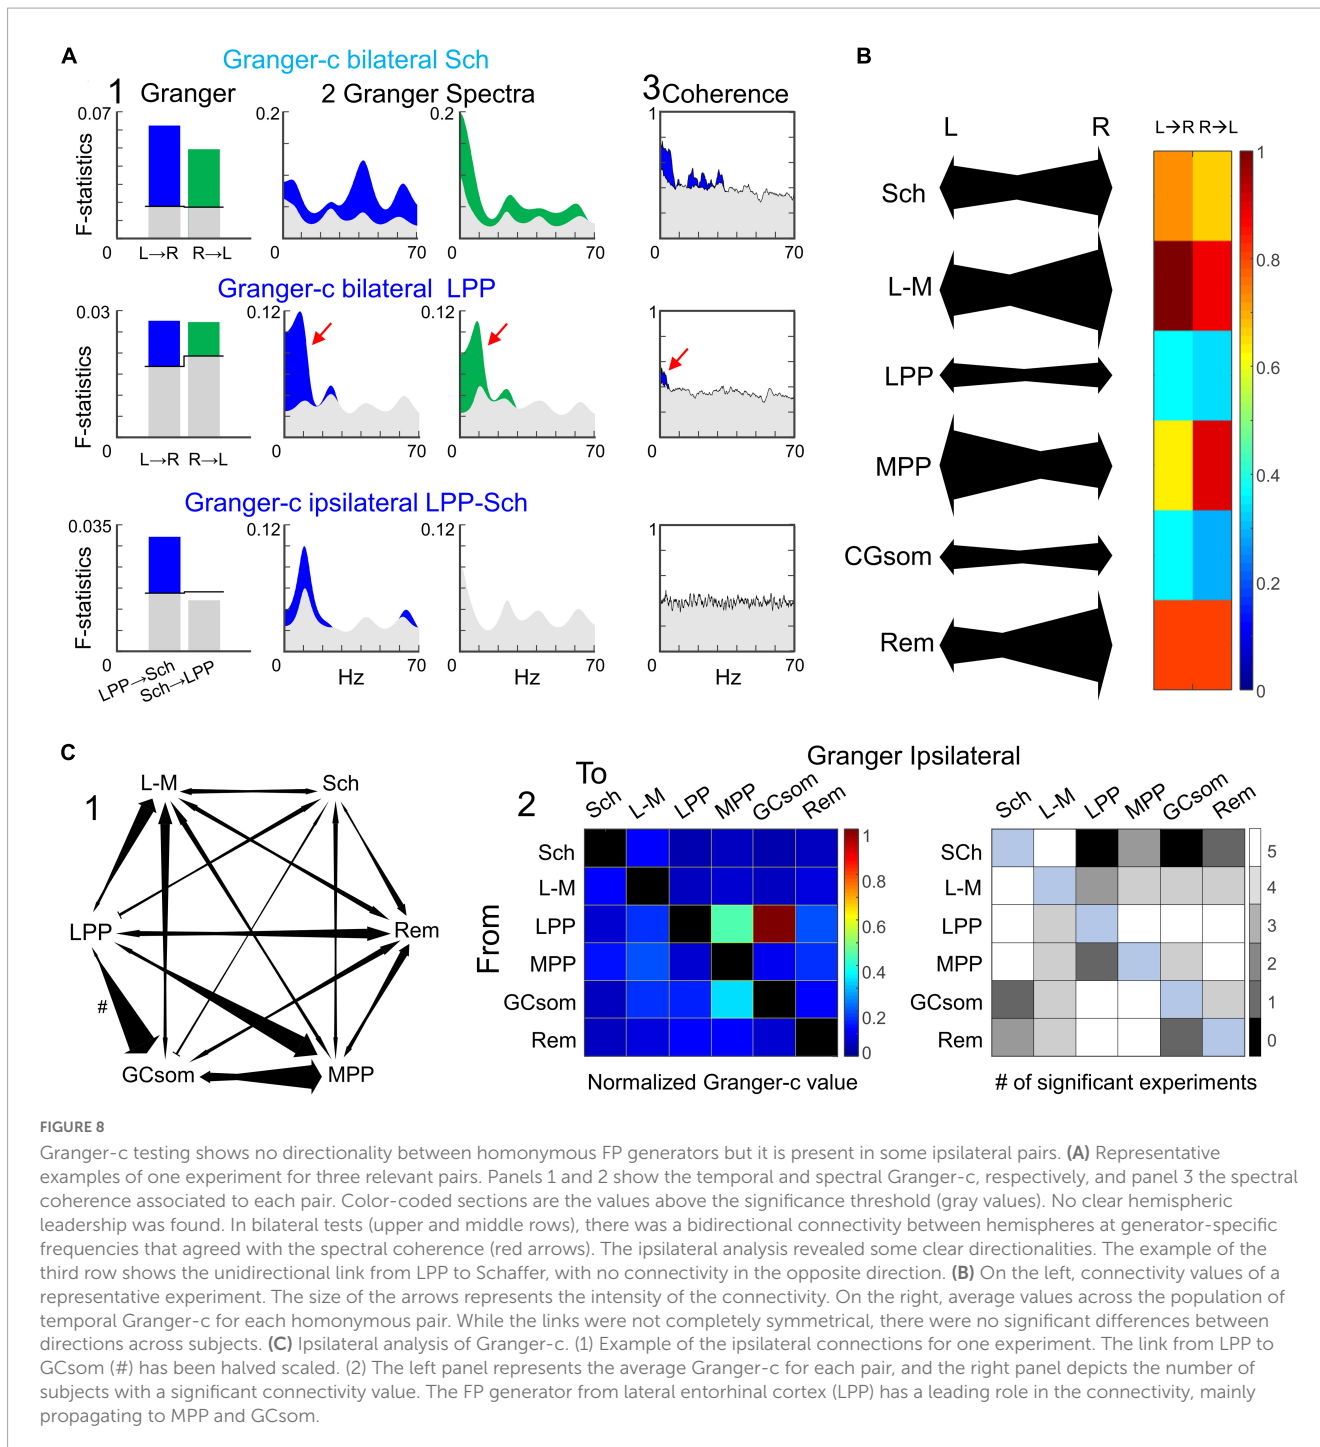 A
Granger-c bilateral Sch
1 Granger
2 Granger Spectra
3 Coherence
0.07
0.2
0.2
1
F-statistics
0
L→R R→L
0
70
0
70
0
70
Granger-c bilateral LPP
0.03
0.12
0.12
1
F-statistics
0
L→R R→L
0
70
0
70
0
70
Granger-c ipsilateral LPP-Sch
0.035
0.12
0.12
1
F-statistics
0
LPP→Sch
Sch→LPP
0
Hz
70
0
70
0
Hz
70
B
L R
L→R R→L
Sch
L-M
LPP
MPP
CGsom
Rem
1
0.8
0.6
0.4
0.2
0
C
1
L-M
Sch
LPP
Rem
#
GCsom
MPP
Granger Ipsilateral
2
To
Sch L-M LPP MPP GCsom Rem
From
Sch
L-M
LPP
MPP
GCsom
Rem
1
0.8
0.6
0.4
0.2
0
Normalized Granger-c value
Sch L-M LPP MPP GCsom Rem
SCh
L-M
LPP
MPP
GCsom
Rem
5
4
3
2
1
0
# of significant experiments
FIGURE 8
Granger-c testing shows no directionality between homonymous FP generators but it is present in some ipsilateral pairs. (A) Representative
examples of one experiment for three relevant pairs. Panels 1 and 2 show the temporal and spectral Granger-c, respectively, and panel 3 the spectral
coherence associated to each pair. Color-coded sections are the values above the significance threshold (gray values). No clear hemispheric
leadership was found. In bilateral tests (upper and middle rows), there was a bidirectional connectivity between hemispheres at generator-specific
frequencies that agreed with the spectral coherence (red arrows). The ipsilateral analysis revealed some clear directionalities. The example of the
third row shows the unidirectional link from LPP to Schaffer, with no connectivity in the opposite direction. (B) On the left, connectivity values of a
representative experiment. The size of the arrows represents the intensity of the connectivity. On the right, average values across the population of
temporal Granger-c for each homonymous pair. While the links were not completely symmetrical, there were no significant differences between
directions across subjects. (C) Ipsilateral analysis of Granger-c. (1) Example of the ipsilateral connections for one experiment. The link from LPP to
GCsom (#) has been halved scaled. (2) The left panel represents the average Granger-c for each pair, and the right panel depicts the number of
subjects with a significant connectivity value. The FP generator from lateral entorhinal cortex (LPP) has a leading role in the connectivity, mainly
propagating to MPP and GCsom.